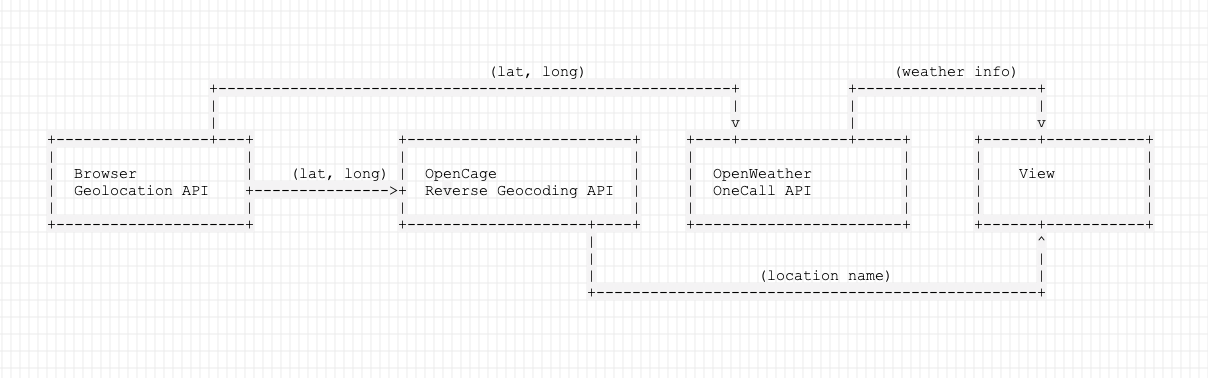 (lat, long)
(weather info)
Browser
Geolocation API
(lat, long)
OpenCage
Reverse Geocoding API
OpenWeather
OneCall API
View
(location name)